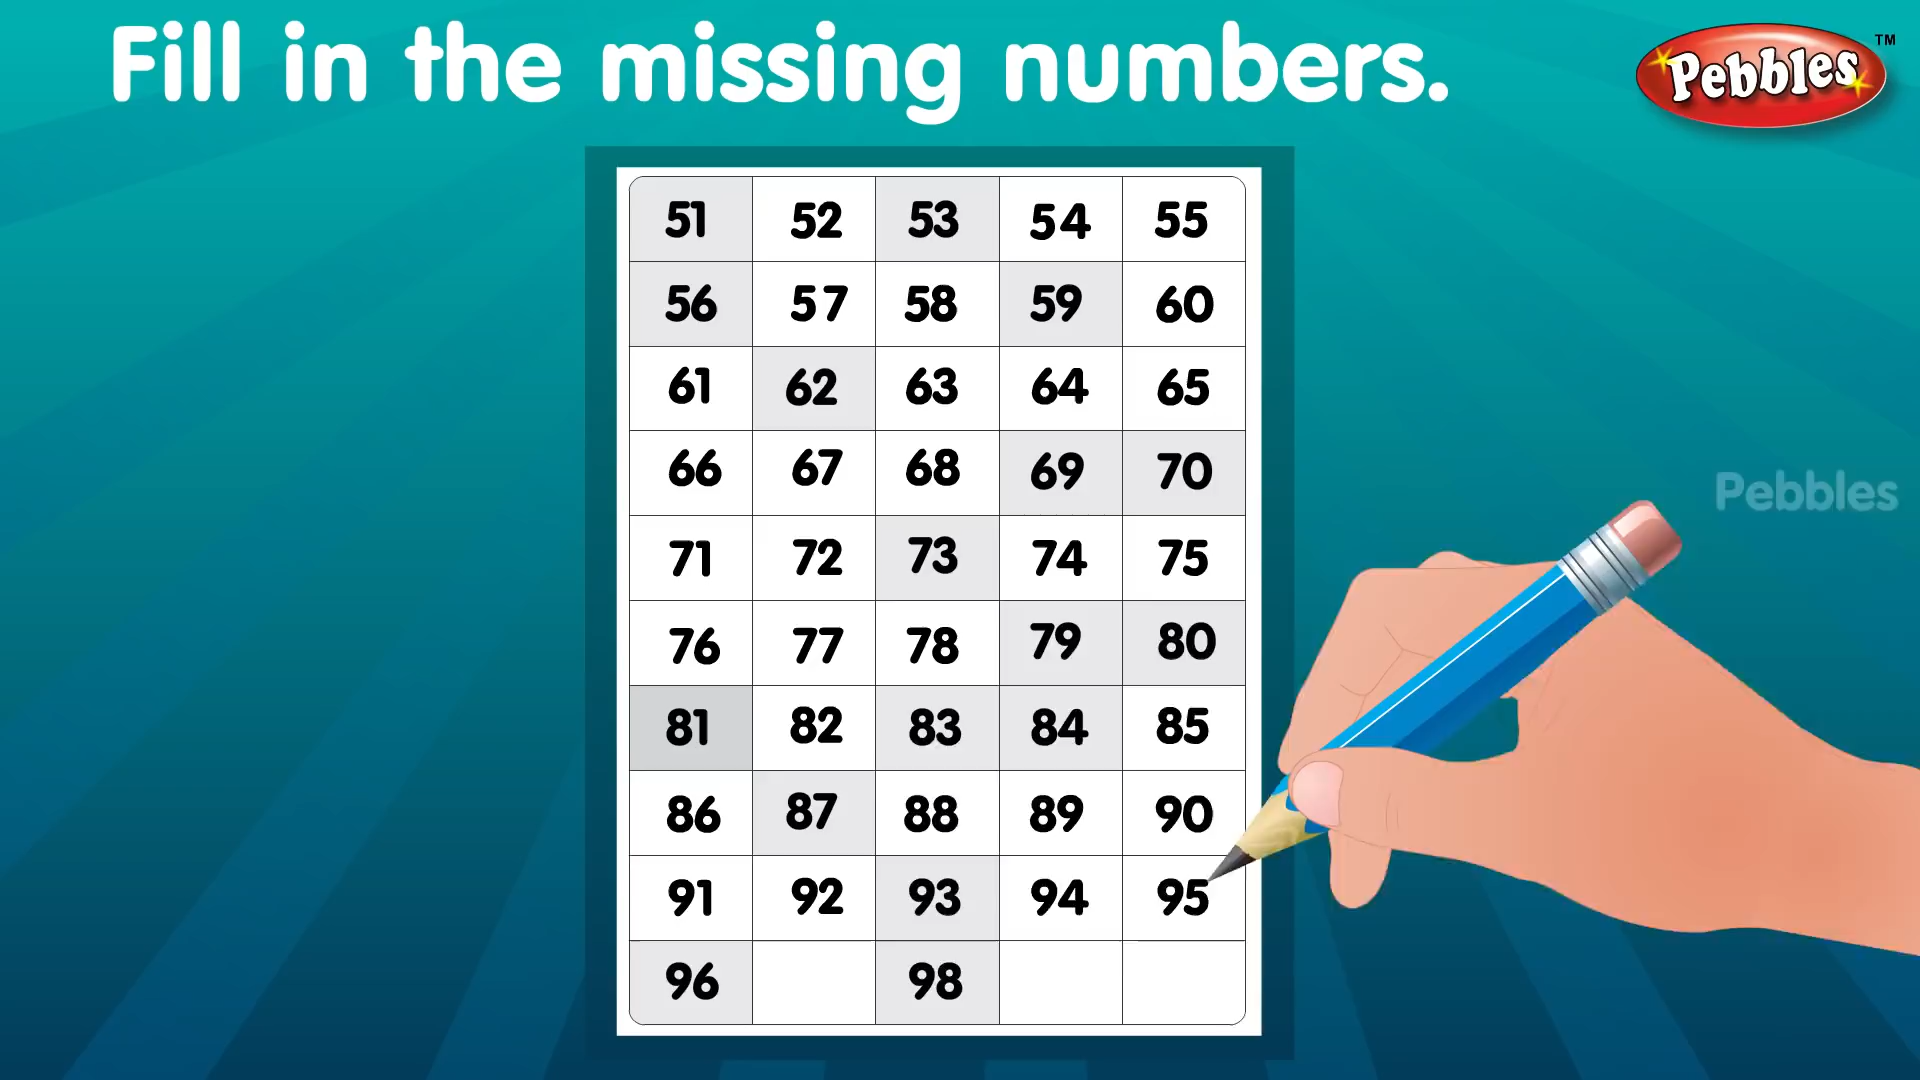 Fill in the missing numbers.
Pebbles™
51 52 53 54 55
56 57 58 59 60
61 62 63 64 65
66 67 68 69 70
Pebbles
71 72 73 74 75
76 77 78 79 80
81 82 83 84 85
86 87 88 89 90
91 92 93 94 95
96 98